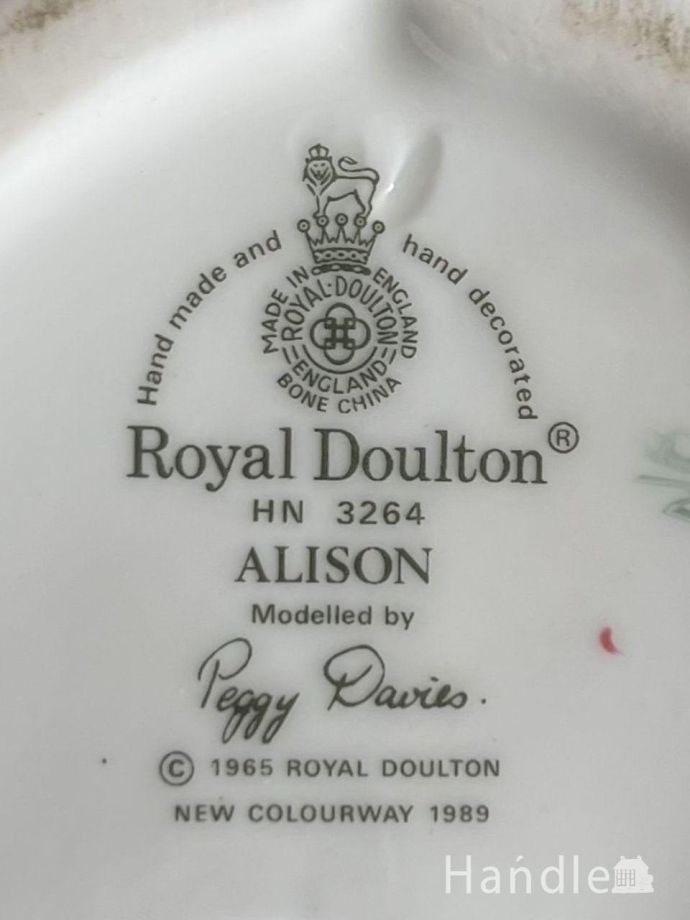 Hand made and hand decorated
MADE IN ENGLAND
ROYAL·DOULTON
ENGLAND
BONE CHINA
Royal Doulton®
HN 3264
ALISON
Modelled by
Peggy Davies.
© 1965 ROYAL DOULTON
NEW COLOURWAY 1989
Hańdle